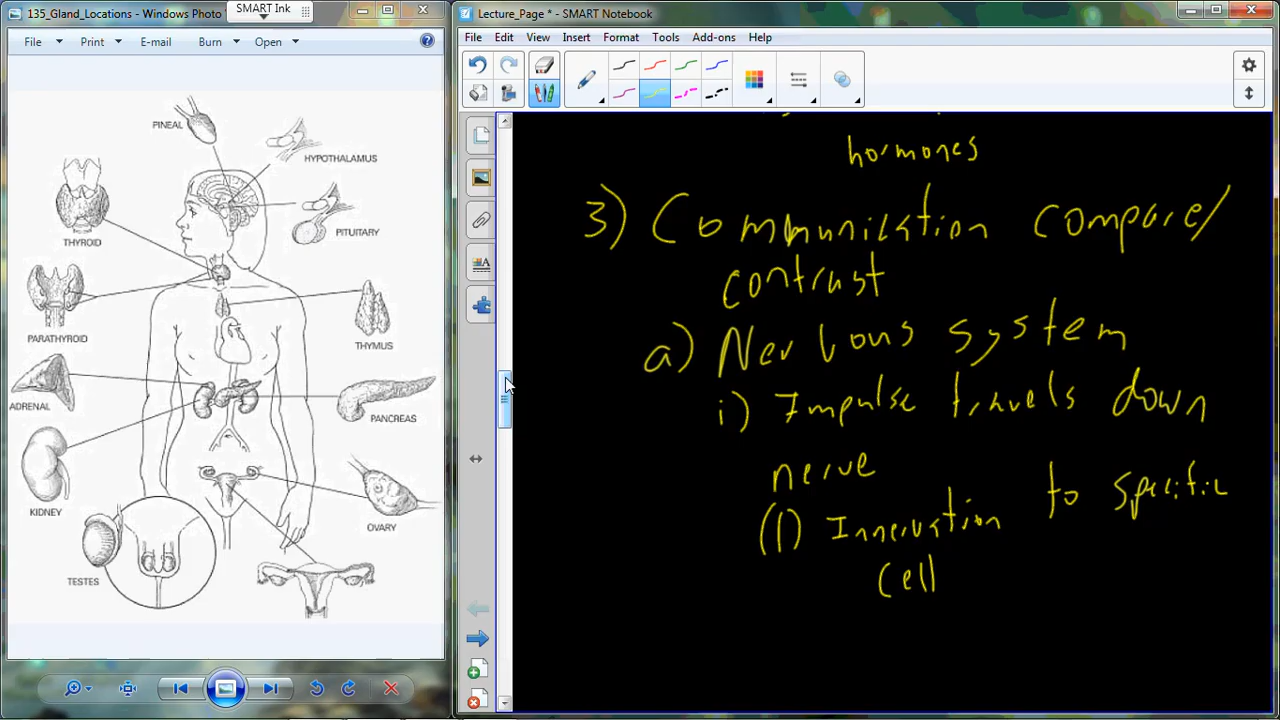 135_Gland_Locations - Windows Photo
SMART Ink
File Print E-mail Burn Open
PINEAL
HYPOTHALAMUS
PITUITARY
THYROID
PARATHYROID
THYMUS
ADRENAL
PANCREAS
KIDNEY
OVARY
TESTES
Lecture_Page * - SMART Notebook
File Edit View Insert Format Tools Add-ons Help
hormones
3) Communication compare/
contrast
a) Nervous system
i) Impulse travels down
nerve
(1) Innervation to specific
cell